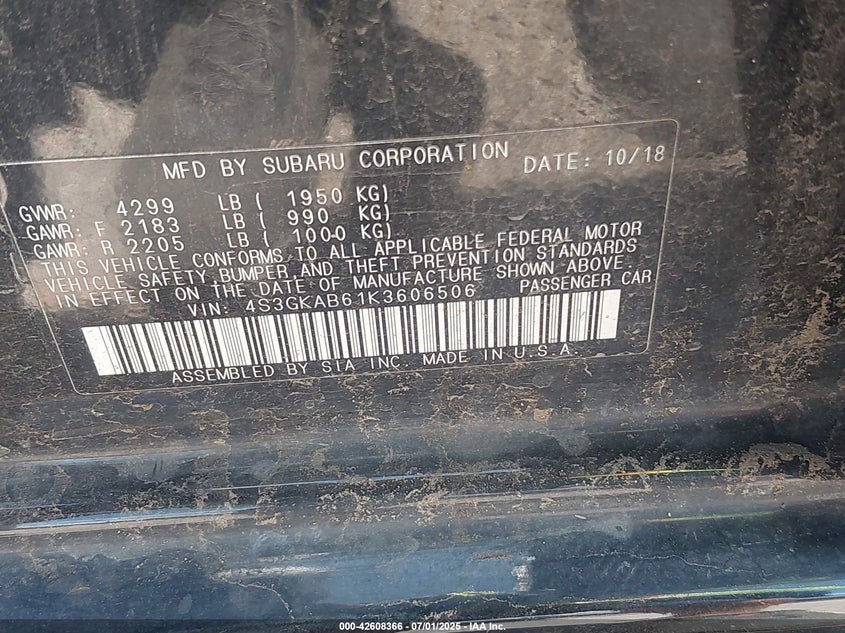 MFD BY SUBARU CORPORATION DATE: 10/18
GVWR: 4299 LB ( 1950 KG)
GAWR: F 2183 LB ( 990 KG)
GAWR: R 2205 LB ( 1000 KG)
THIS VEHICLE CONFORMS TO ALL APPLICABLE FEDERAL MOTOR
VEHICLE SAFETY,BUMPER,AND THEFT PREVENTION STANDARDS
IN EFFECT ON THE DATE OF MANUFACTURE SHOWN ABOVE.
VIN: 4S3GKAB61K3606506 PASSENGER CAR
ASSEMBLED BY SIA INC. MADE IN U.S.A.
000-42608366 - 07/01/2025 - IAA Inc.